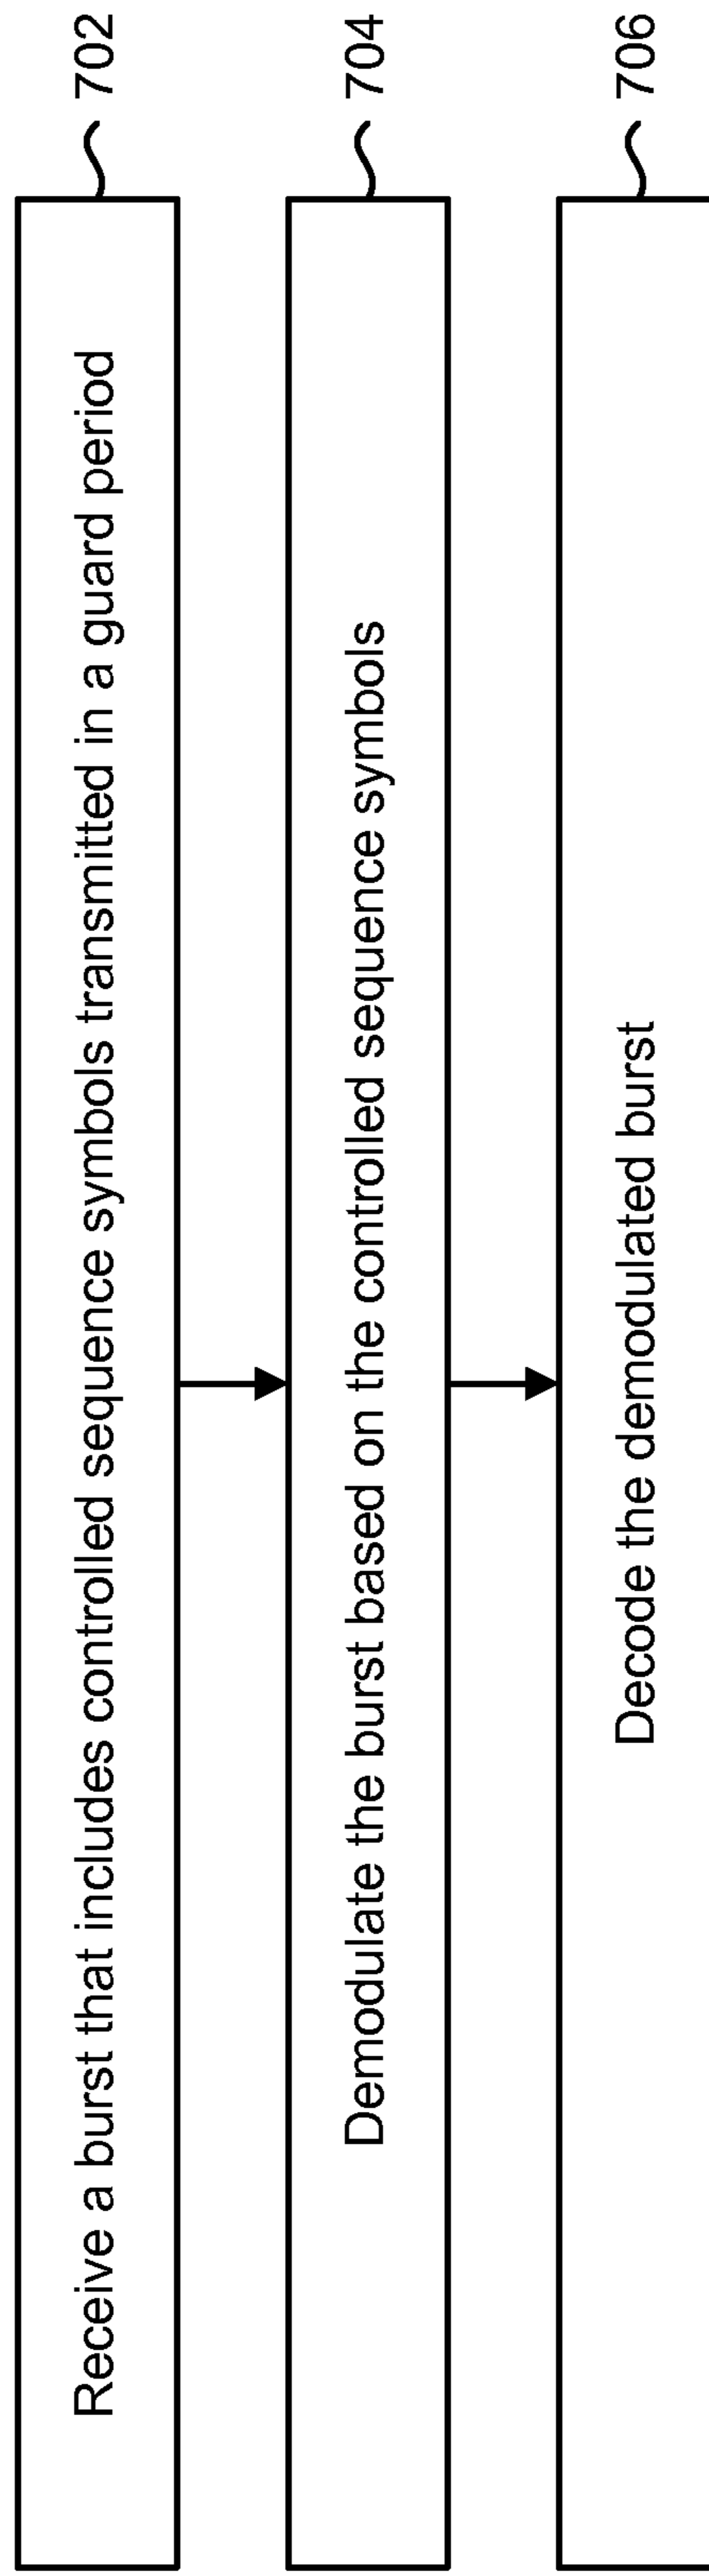 Receive a burst that includes controlled sequence symbols transmitted in a guard period
702
Demodulate the burst based on the controlled sequence symbols
704
Decode the demodulated burst
706